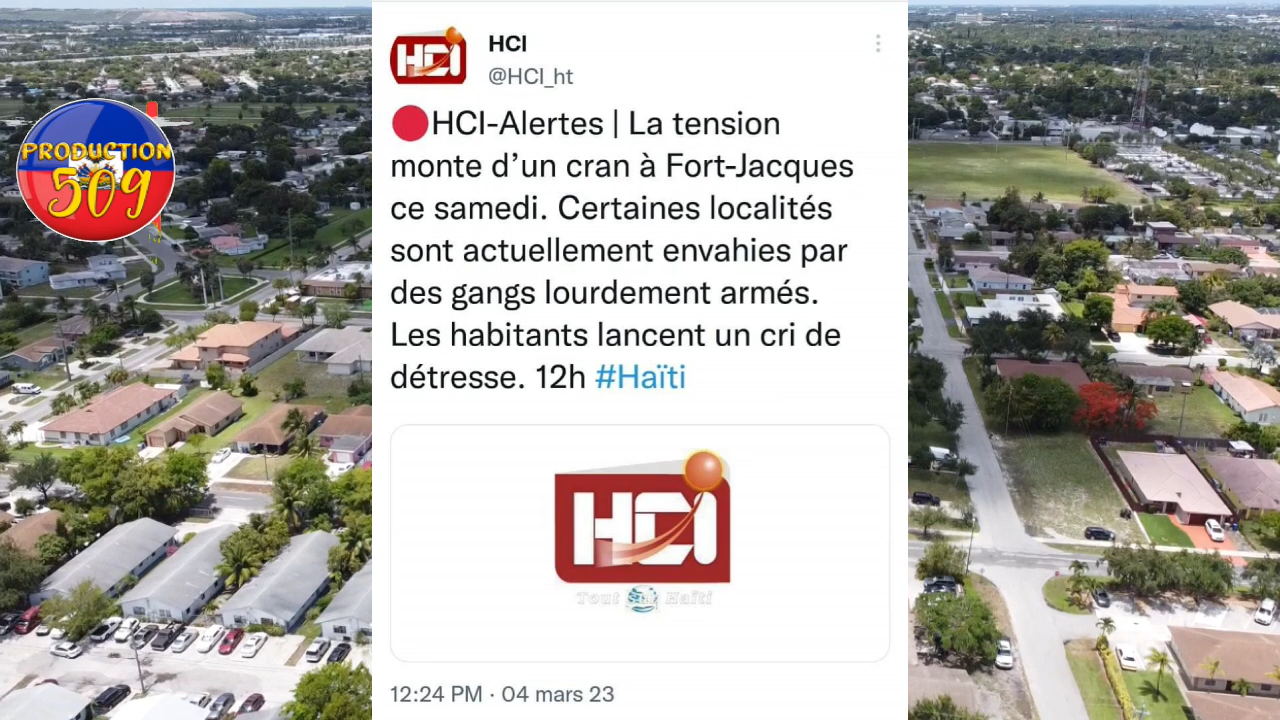 PRODUCTION
509
HCI
HCI
@HCI_ht
🔴HCI-Alertes | La tension
monte d’un cran à Fort-Jacques
ce samedi. Certaines localités
sont actuellement envahies par
des gangs lourdement armés.
Les habitants lancent un cri de
détresse. 12h #Haïti
HCI
Tout Sur Haïti
12:24 PM · 04 mars 23